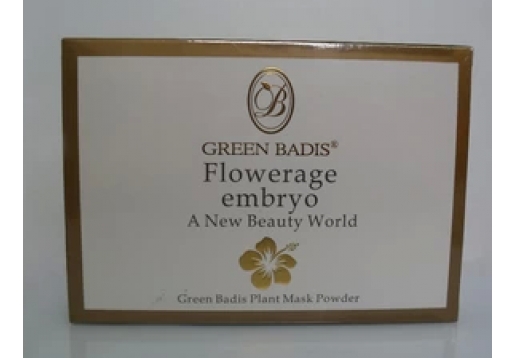 B
GREEN BADIS®
Flowerage
embryo
A New Beauty World
Green Badis Plant Mask Powder